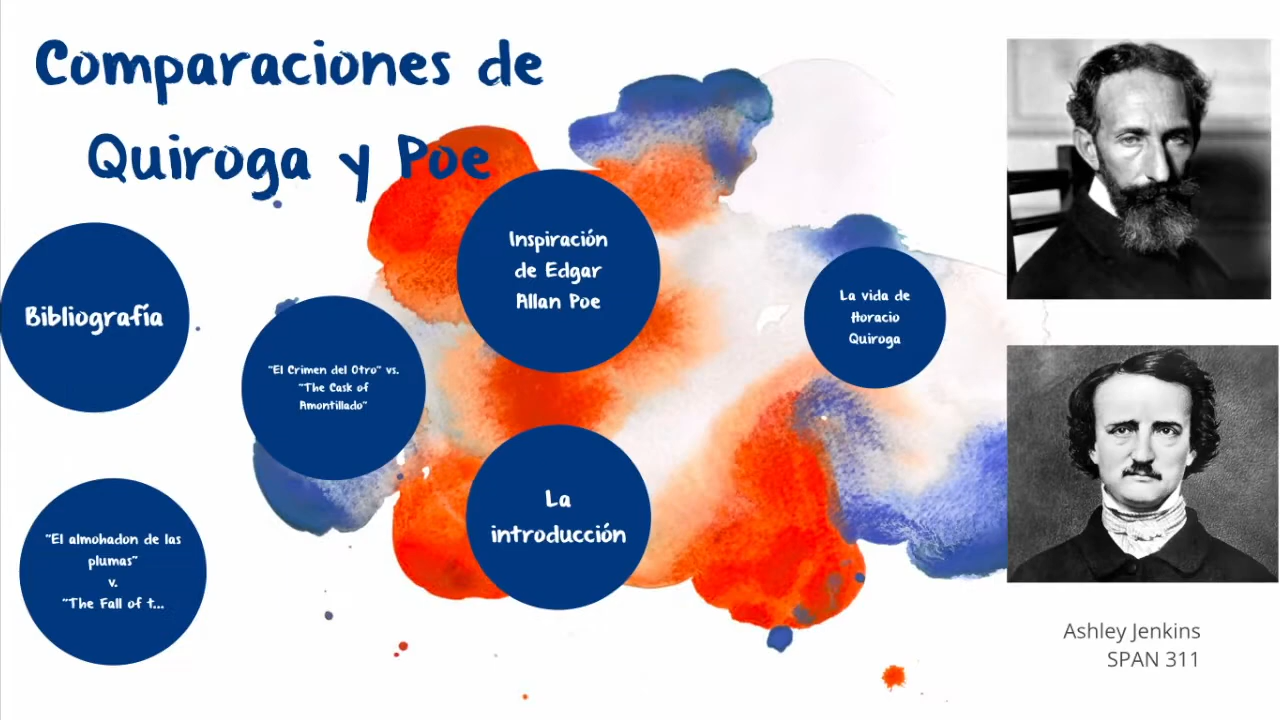 Comparaciones de
Quiroga y Poe
Bibliografía
"El Crimen del Otro" vs.
"The Cask of
Amontillado"
Inspiración
de Edgar
Allan Poe
La vida de
Horacio
Quiroga
"El almohadon de las
plumas"
v.
"The Fall of t...
La
introducción
Ashley Jenkins
SPAN 311